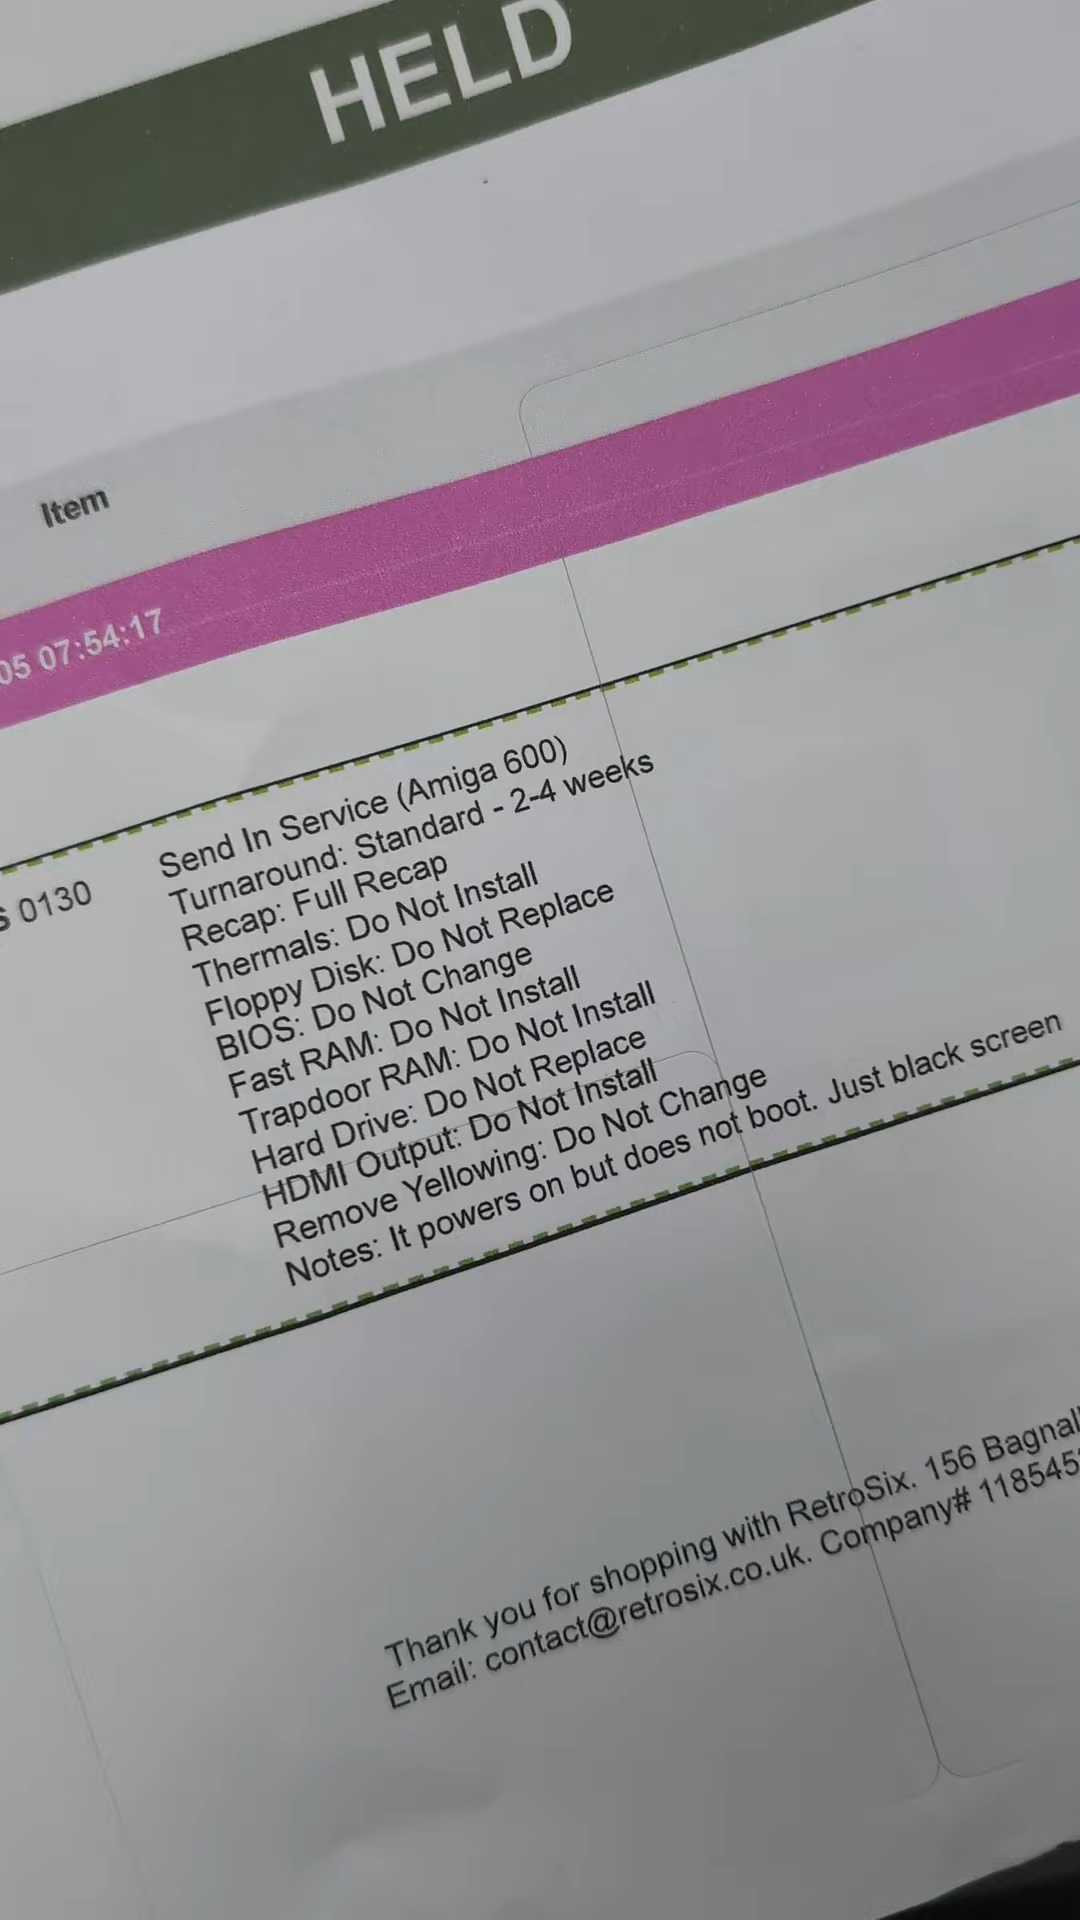 HELD
Item
05 07:54:17
0130
Send In Service (Amiga 600)
Turnaround: Standard - 2-4 weeks
Recap: Full Recap
Thermals: Do Not Install
Floppy Disk: Do Not Replace
BIOS: Do Not Change
Fast RAM: Do Not Install
Trapdoor RAM: Do Not Install
Hard Drive: Do Not Replace
HDMI Output: Do Not Install
Remove Yellowing: Do Not Change
Notes: It powers on but does not boot. Just black screen
Thank you for shopping with RetroSix. 156 Bagnall
Email: contact@retrosix.co.uk. Company# 118545